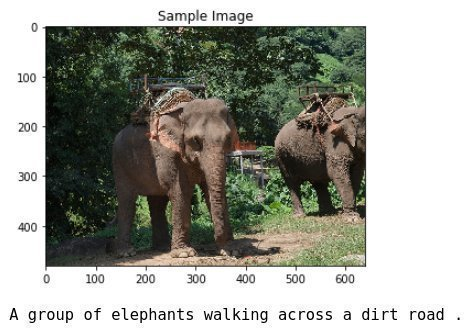 Sample Image
0
100
200
300
400
0 100 200 300 400 500 600
A group of elephants walking across a dirt road .